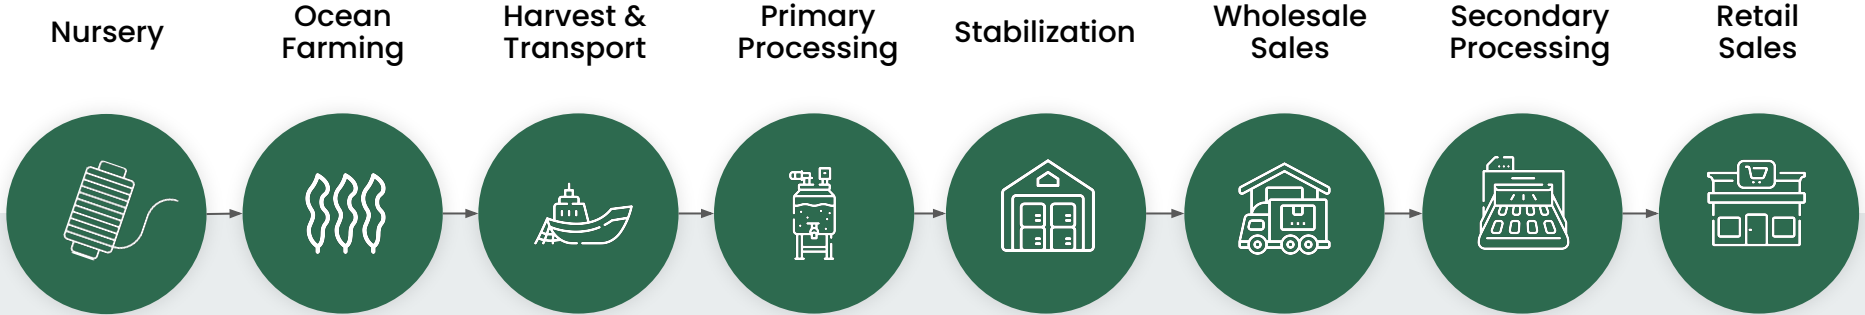 Nursery
Ocean
Farming
Harvest &
Transport
Primary
Processing
Stabilization
Wholesale
Sales
Secondary
Processing
Retail
Sales